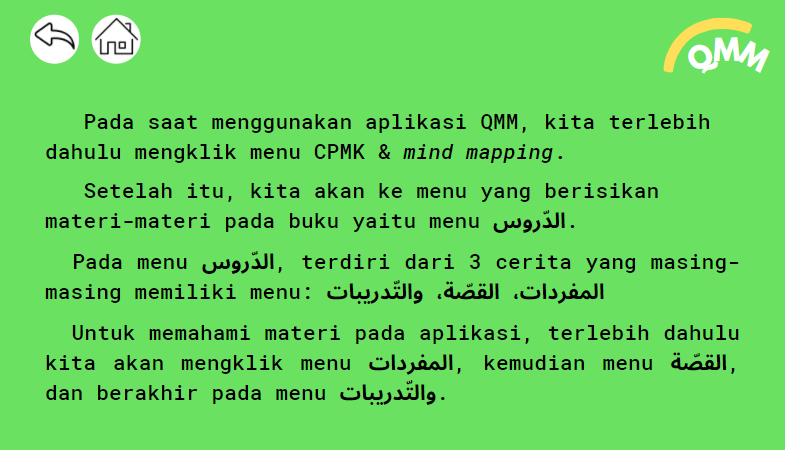 QMM
Pada saat menggunakan aplikasi QMM, kita terlebih
dahulu mengklik menu CPMK & mind mapping.
Setelah itu, kita akan ke menu yang berisikan
materi-materi pada buku yaitu menu الدّروس.
Pada menu الدّروس, terdiri dari 3 cerita yang masing-
masing memiliki menu: المفردات، القصّة، والتّدريبات
Untuk memahami materi pada aplikasi, terlebih dahulu
kita akan mengklik menu المفردات, kemudian menu القصّة,
dan berakhir pada menu والتّدريبات.